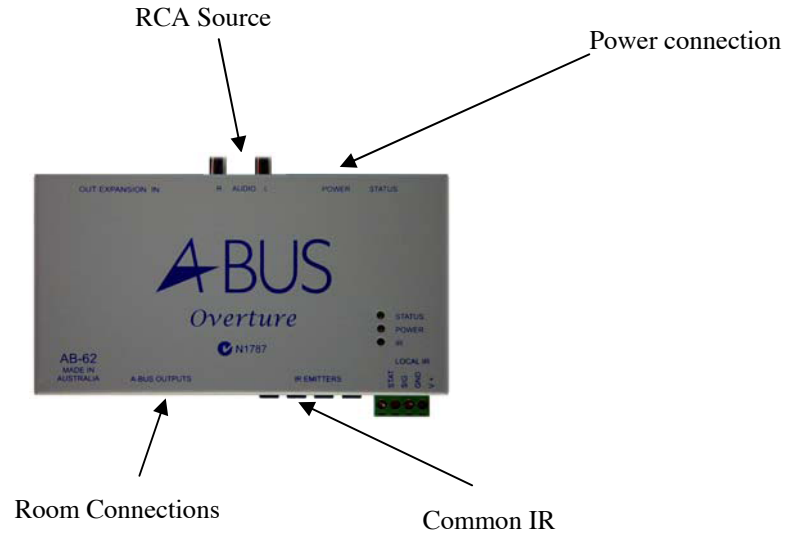 RCA Source
Power connection
OUT EXPANSION IN
R AUDIO L
POWER
STATUS
A-BUS
Overture
N1787
STATUS
POWER
IR
AB-62
MADE IN
AUSTRALIA
A-BUS OUTPUTS
IR EMITTERS
LOCAL IR
STAT
SIG
GND
V +
Room Connections
Common IR